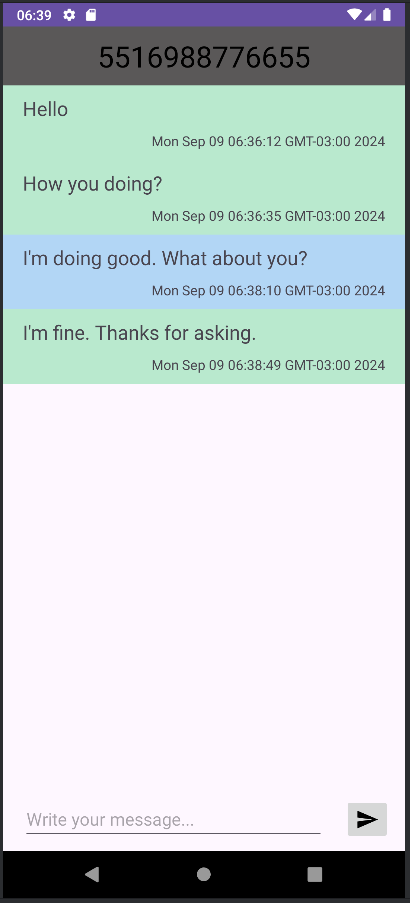 06:39
5516988776655
Hello
Mon Sep 09 06:36:12 GMT-03:00 2024
How you doing?
Mon Sep 09 06:36:35 GMT-03:00 2024
I'm doing good. What about you?
Mon Sep 09 06:38:10 GMT-03:00 2024
I'm fine. Thanks for asking.
Mon Sep 09 06:38:49 GMT-03:00 2024
Write your message...